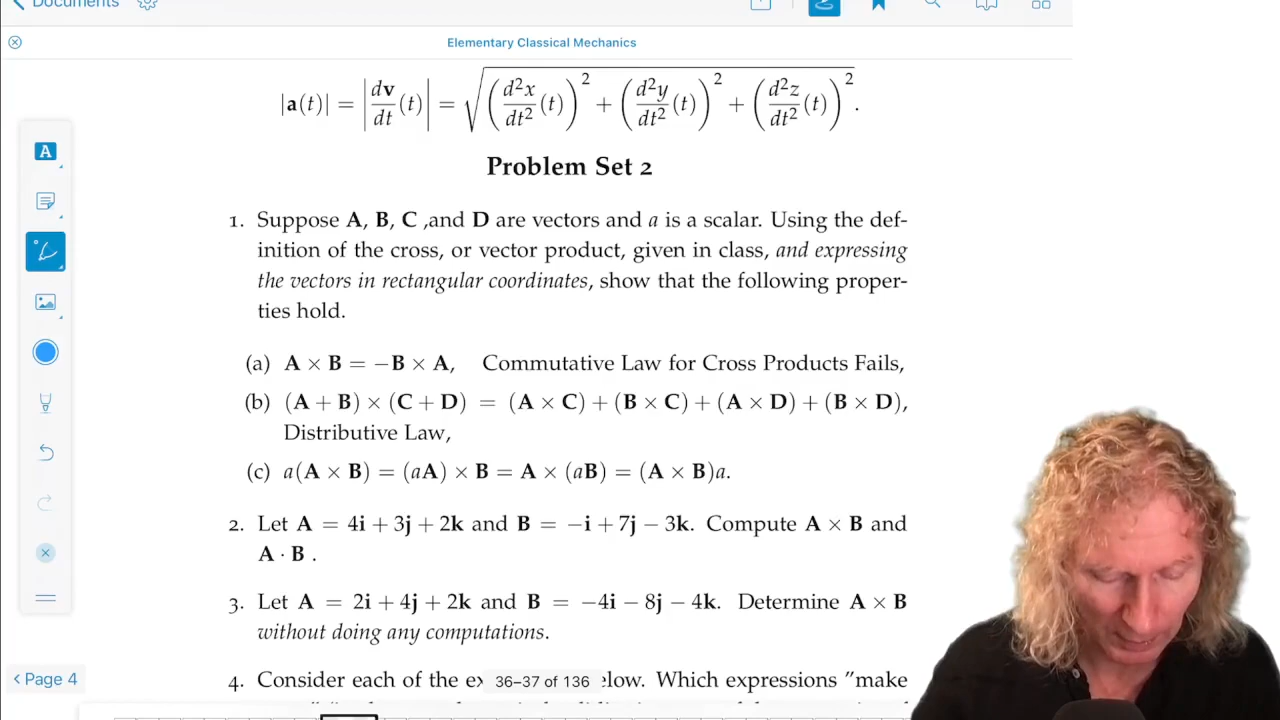 Documents
Elementary Classical Mechanics
|a(t)| = |dv/dt (t)| = √((d²x/dt² (t))² + (d²y/dt² (t))² + (d²z/dt² (t))²).
Problem Set 2
1. Suppose A, B, C ,and D are vectors and a is a scalar. Using the def-
inition of the cross, or vector product, given in class, and expressing
the vectors in rectangular coordinates, show that the following proper-
ties hold.
(a) A × B = −B × A, Commutative Law for Cross Products Fails,
(b) (A + B) × (C + D) = (A × C) + (B × C) + (A × D) + (B × D),
Distributive Law,
(c) a(A × B) = (aA) × B = A × (aB) = (A × B)a.
2. Let A = 4i + 3j + 2k and B = −i + 7j − 3k. Compute A × B and
A · B .
3. Let A = 2i + 4j + 2k and B = −4i − 8j − 4k. Determine A × B
without doing any computations.
< Page 4
4. Consider each of the ex 36–37 of 136 elow. Which expressions ”make